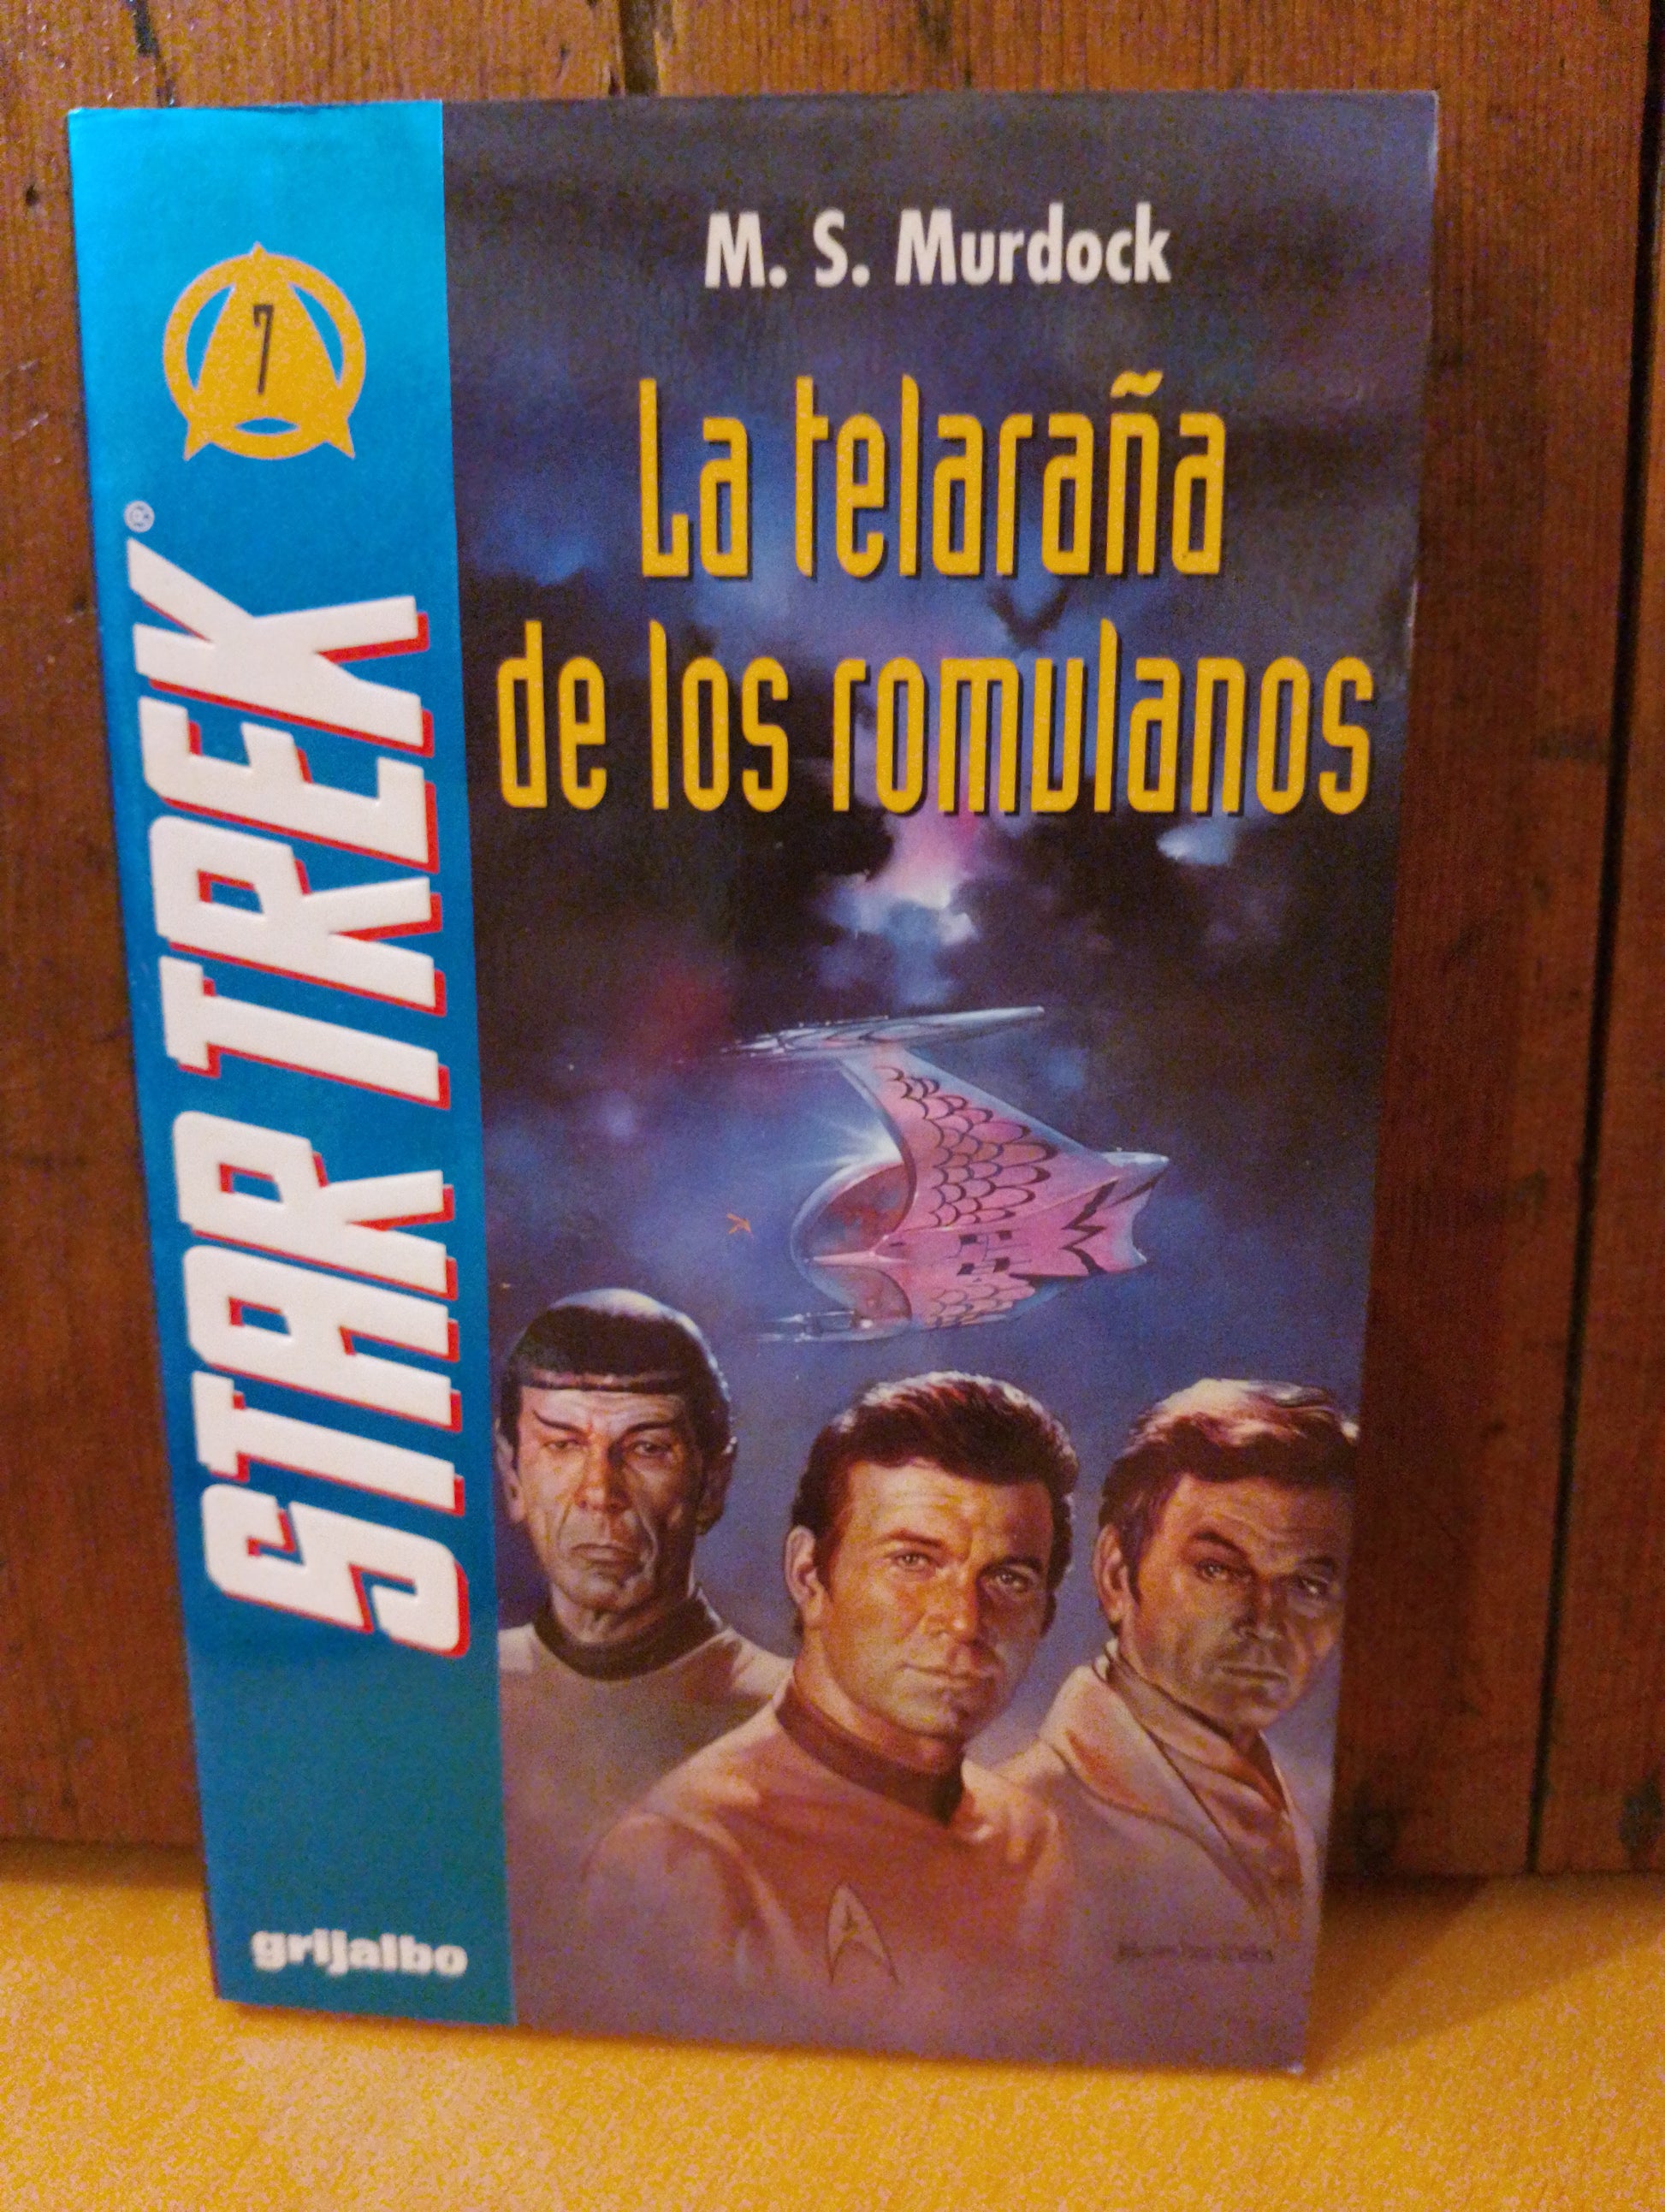 M. S. Murdock
La telaraña
de los romulanos
7
STAR TREK®
grijalbo